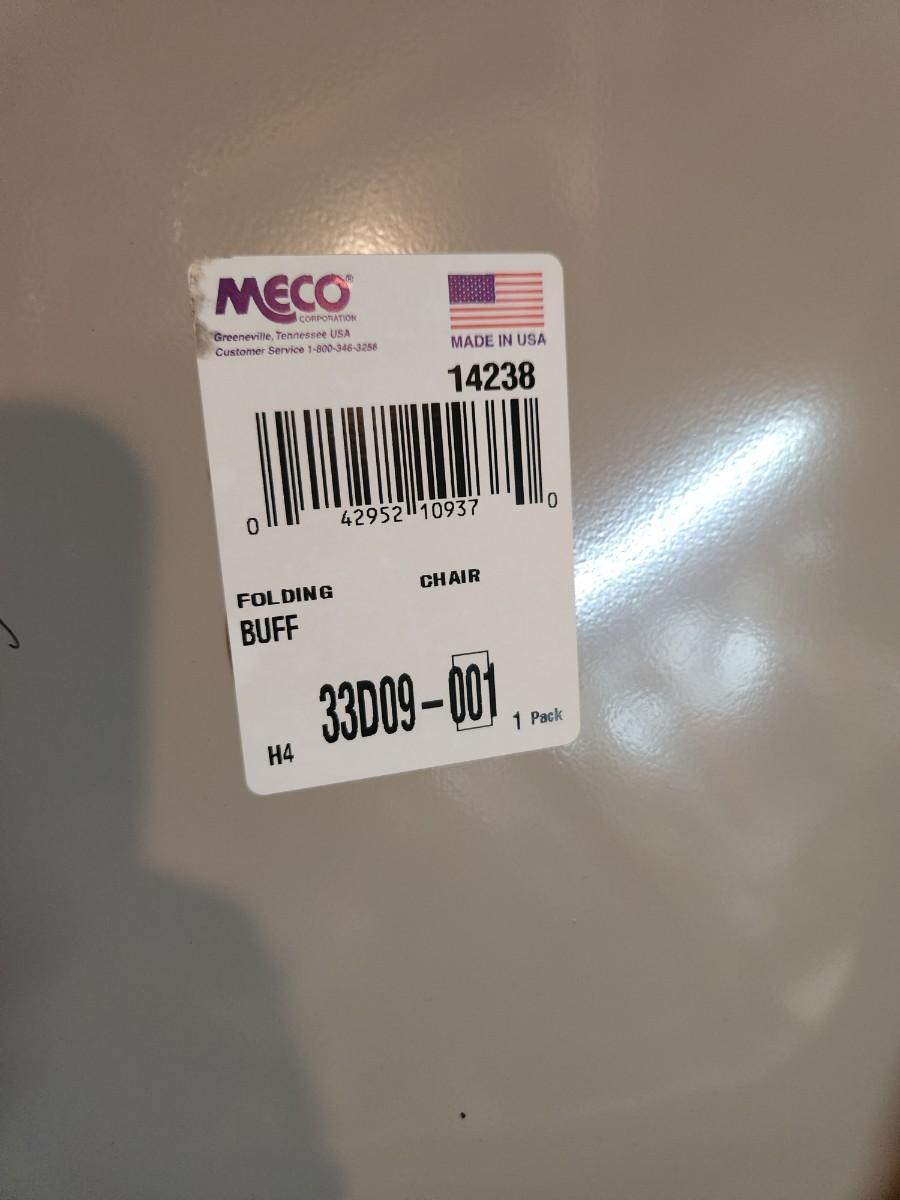 MECO®
CORPORATION
Greeneville, Tennessee USA
Customer Service 1-800-346-3256
MADE IN USA
14238
0 42952 10937 0
FOLDING CHAIR
BUFF
33D09-001
H4 1 Pack